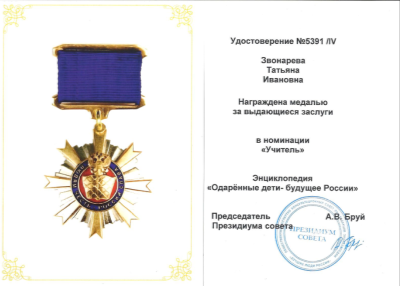 Удостоверение №5391 /IV
Звонарева
Татьяна
Ивановна
Награждена медалью
за выдающиеся заслуги
в номинации
«Учитель»
Энциклопедия
«Одарённые дети- будущее России»
Председатель А.В. Бруй
Президиума совета
ПРЕЗИДИУМ
СОВЕТА